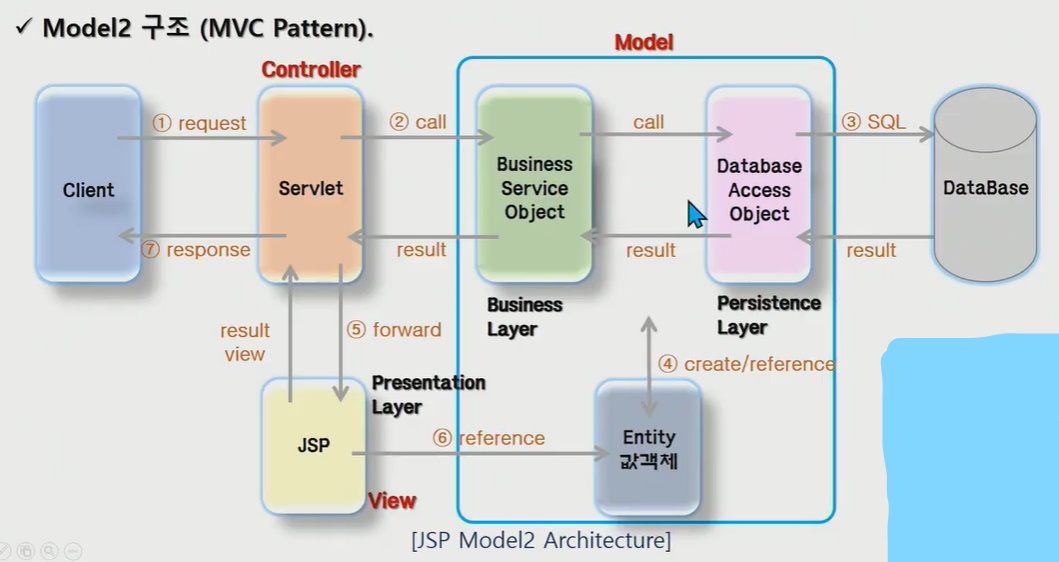 ✓ Model2 구조 (MVC Pattern).
Model
Controller
① request
② call
call
③ SQL
Client
Servlet
Business
Service
Object
Database
Access
Object
DataBase
⑦ response
result
result
result
Business
Layer
Persistence
Layer
result
view
⑤ forward
④ create/reference
Presentation
Layer
JSP
⑥ reference
Entity
값객체
View
[JSP Model2 Architecture]